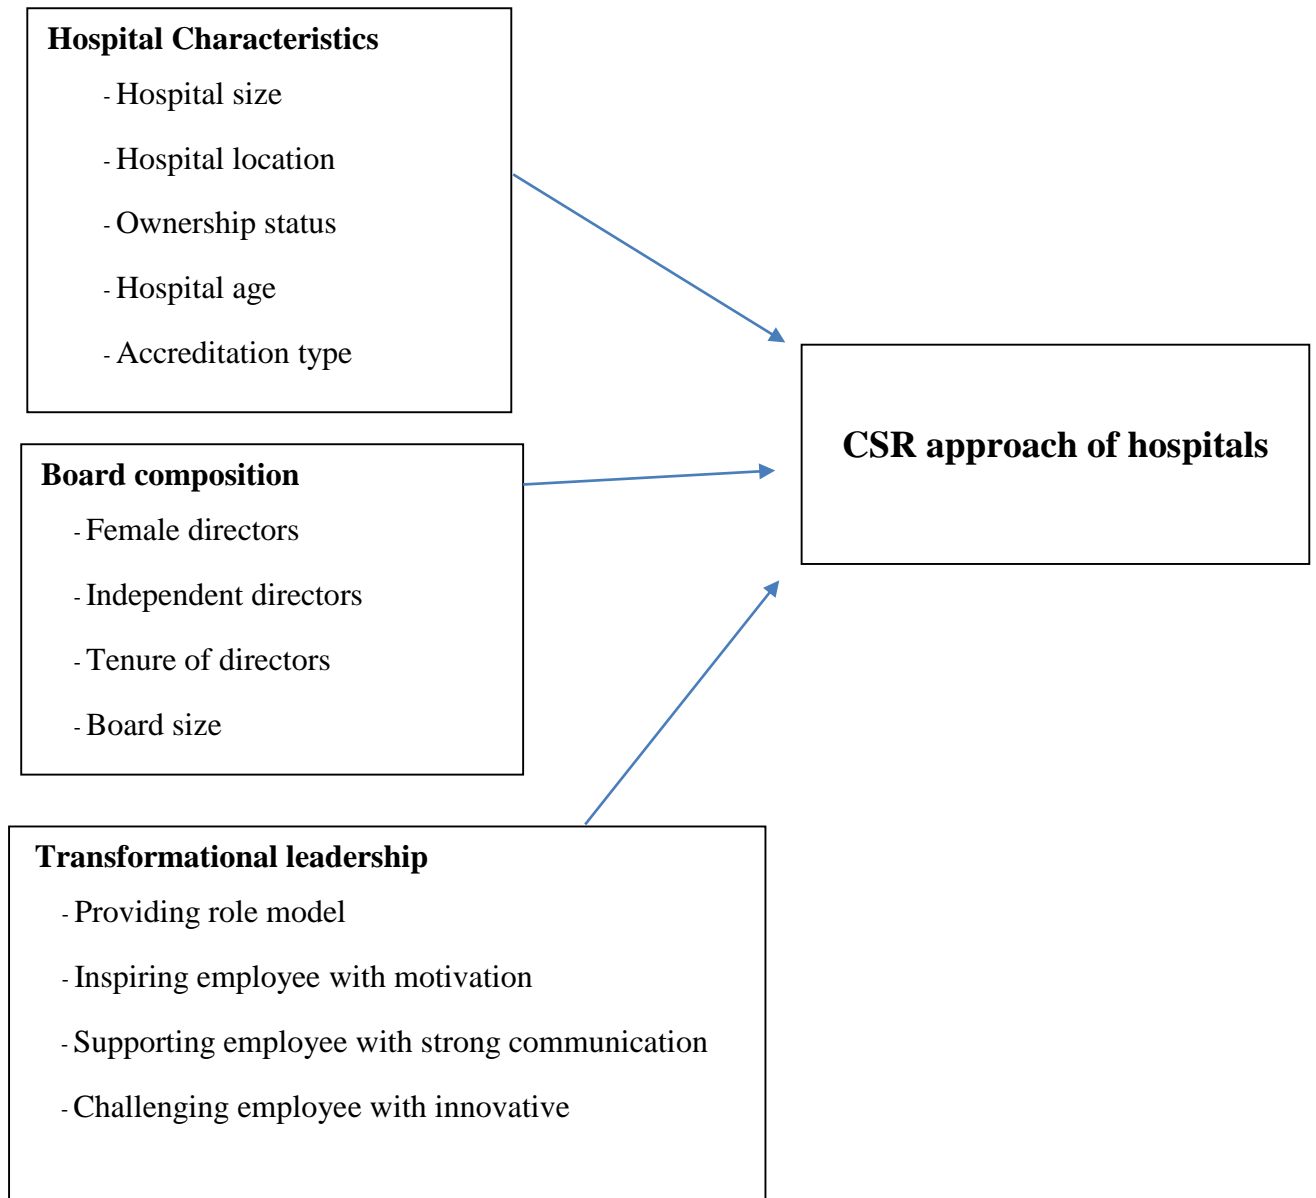 Hospital Characteristics
- Hospital size
- Hospital location
- Ownership status
- Hospital age
- Accreditation type
CSR approach of hospitals
Board composition
- Female directors
- Independent directors
- Tenure of directors
- Board size
Transformational leadership
- Providing role model
- Inspiring employee with motivation
- Supporting employee with strong communication
- Challenging employee with innovative